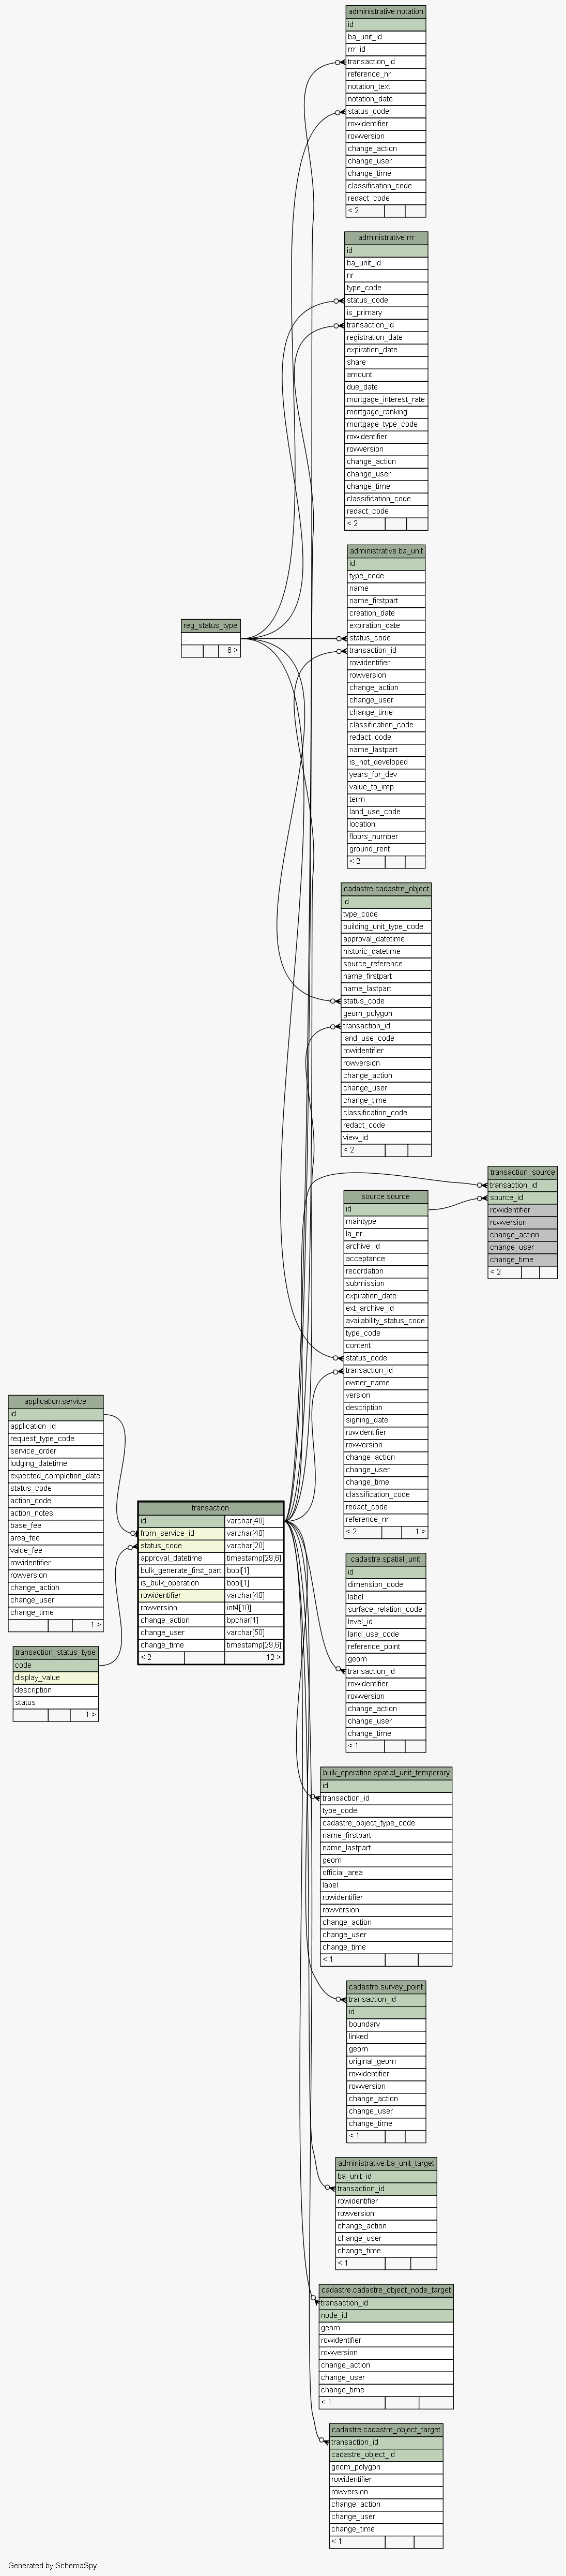 administrative.notation
id
ba_unit_id
rrr_id
transaction_id
reference_nr
notation_text
notation_date
status_code
rowidentifier
rowversion
change_action
change_user
change_time
classification_code
redact_code
< 2
administrative.rrr
id
ba_unit_id
nr
type_code
status_code
is_primary
transaction_id
registration_date
expiration_date
share
amount
due_date
mortgage_interest_rate
mortgage_ranking
mortgage_type_code
rowidentifier
rowversion
change_action
change_user
change_time
classification_code
redact_code
< 2
administrative.ba_unit
id
type_code
name
name_firstpart
creation_date
expiration_date
status_code
transaction_id
rowidentifier
rowversion
change_action
change_user
change_time
classification_code
redact_code
name_lastpart
is_not_developed
years_for_dev
value_to_imp
term
land_use_code
location
floors_number
ground_rent
< 2
reg_status_type
...
6 >
cadastre.cadastre_object
id
type_code
building_unit_type_code
approval_datetime
historic_datetime
source_reference
name_firstpart
name_lastpart
status_code
geom_polygon
transaction_id
land_use_code
rowidentifier
rowversion
change_action
change_user
change_time
classification_code
redact_code
view_id
< 2
transaction_source
transaction_id
source_id
rowidentifier
rowversion
change_action
change_user
change_time
< 2
source.source
id
maintype
la_nr
archive_id
acceptance
recordation
submission
expiration_date
ext_archive_id
availability_status_code
type_code
content
status_code
transaction_id
owner_name
version
description
signing_date
rowidentifier
rowversion
change_action
change_user
change_time
classification_code
redact_code
reference_nr
< 2 1 >
application.service
id
application_id
request_type_code
service_order
lodging_datetime
expected_completion_date
status_code
action_code
action_notes
base_fee
area_fee
value_fee
rowidentifier
rowversion
change_action
change_user
change_time
1 >
transaction
id varchar[40]
from_service_id varchar[40]
status_code varchar[20]
approval_datetime timestamp[29,6]
bulk_generate_first_part bool[1]
is_bulk_operation bool[1]
rowidentifier varchar[40]
rowversion int4[10]
change_action bpchar[1]
change_user varchar[50]
change_time timestamp[29,6]
< 2 12 >
transaction_status_type
code
display_value
description
status
1 >
cadastre.spatial_unit
id
dimension_code
label
surface_relation_code
level_id
land_use_code
reference_point
geom
transaction_id
rowidentifier
rowversion
change_action
change_user
change_time
< 1
bulk_operation.spatial_unit_temporary
id
transaction_id
type_code
cadastre_object_type_code
name_firstpart
name_lastpart
geom
official_area
label
rowidentifier
rowversion
change_action
change_user
change_time
< 1
cadastre.survey_point
transaction_id
id
boundary
linked
geom
original_geom
rowidentifier
rowversion
change_action
change_user
change_time
< 1
administrative.ba_unit_target
ba_unit_id
transaction_id
rowidentifier
rowversion
change_action
change_user
change_time
< 1
cadastre.cadastre_object_node_target
transaction_id
node_id
geom
rowidentifier
rowversion
change_action
change_user
change_time
< 1
cadastre.cadastre_object_target
transaction_id
cadastre_object_id
geom_polygon
rowidentifier
rowversion
change_action
change_user
change_time
< 1
Generated by SchemaSpy